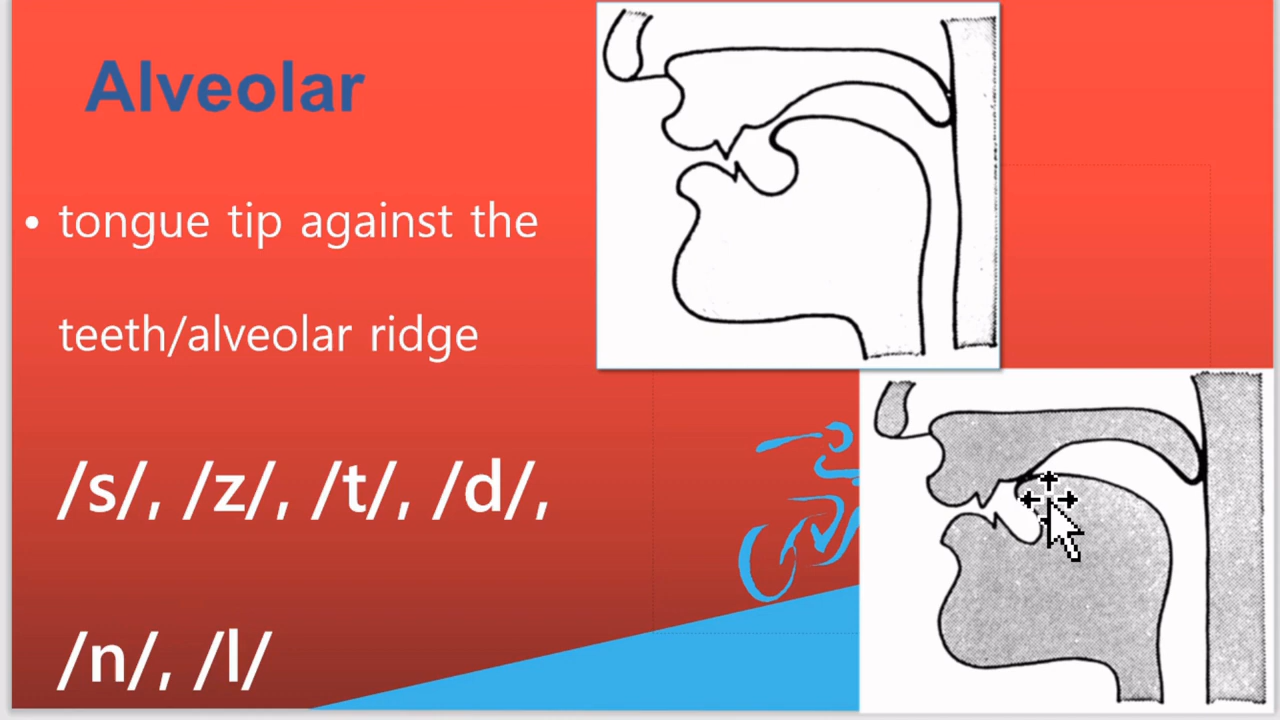 Alveolar
• tongue tip against the
teeth/alveolar ridge
/s/, /z/, /t/, /d/,
/n/, /l/